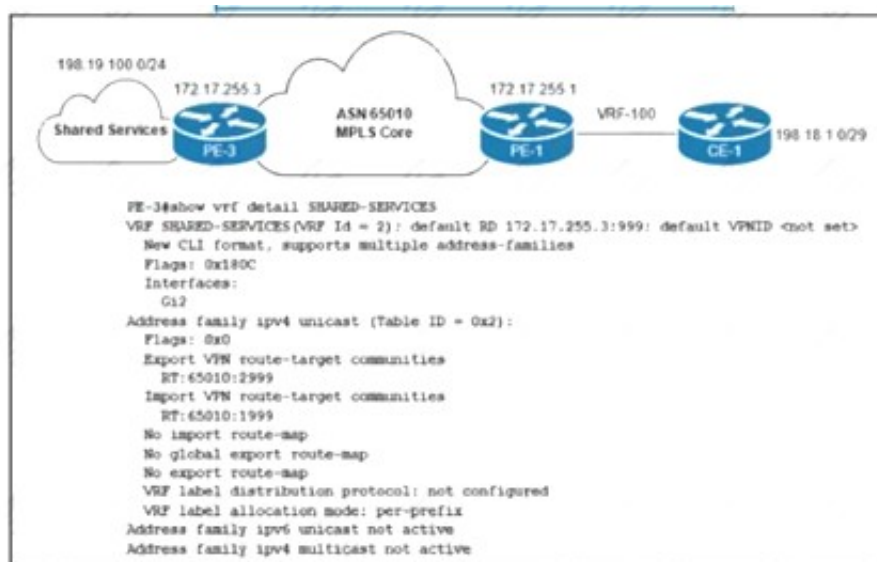 198.19.100.0/24
172.17.255.3
172.17.255.1
ASN 65010
MPLS Core
VRF-100
Shared Services
PE-3
PE-1
CE-1
198.18.1.0/29
PE-3#show vrf detail SHARED-SERVICES
VRF SHARED-SERVICES(VRF Id = 2); default RD 172.17.255.3:999; default VPNID <not set>
New CLI format, supports multiple address-families
Flags: 0x180C
Interfaces:
Gi2
Address family ipv4 unicast (Table ID = 0x2):
Flags: 0x0
Export VPN route-target communities
RT:65010:2999
Import VPN route-target communities
RT:65010:1999
No import route-map
No global export route-map
No export route-map
VRF label distribution protocol: not configured
VRF label allocation mode: per-prefix
Address family ipv6 unicast not active
Address family ipv4 multicast not active